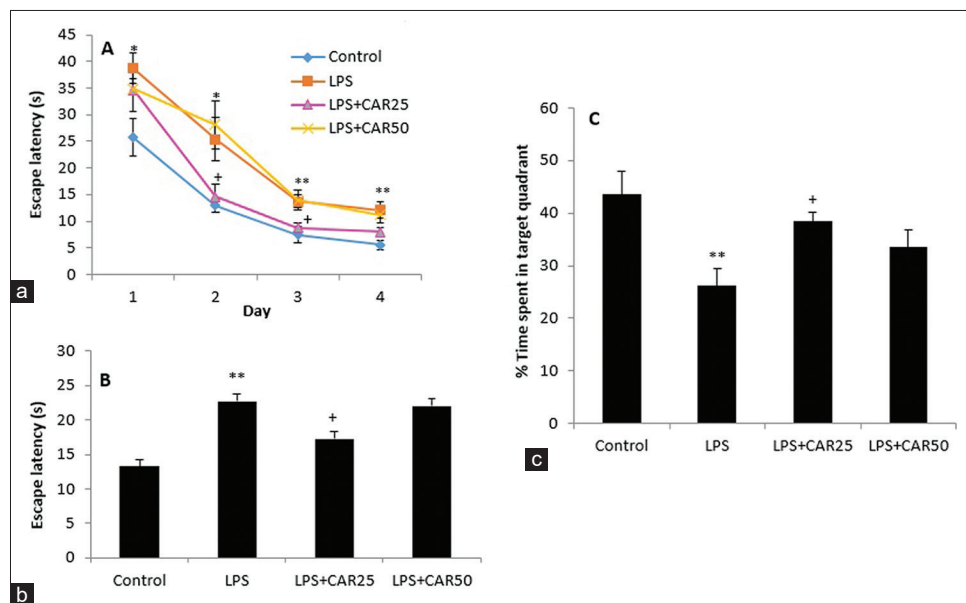 A
45
40
35
30
25
20
15
10
5
0
Escape latency (s)
*
*
**
**
+
+
Control
LPS
LPS+CAR25
LPS+CAR50
1 2 3 4
Day
a
B
30
25
20
15
10
5
0
Escape latency (s)
**
+
Control LPS LPS+CAR25 LPS+CAR50
b
C
60
50
40
30
20
10
0
% Time spent in target quadrant
**
+
Control LPS LPS+CAR25 LPS+CAR50
c